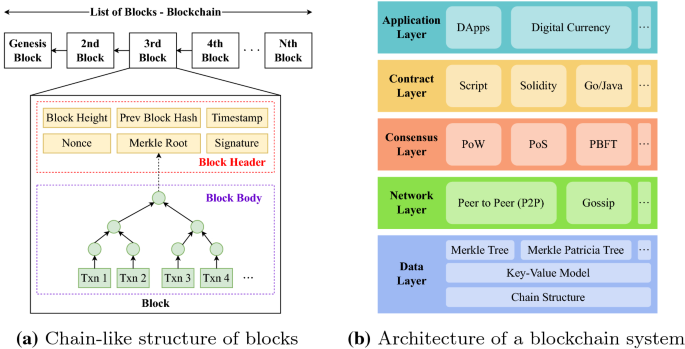 List of Blocks - Blockchain
Genesis Block
2nd Block
3rd Block
4th Block
· · ·
Nth Block
Block Height
Prev Block Hash
Timestamp
Nonce
Merkle Root
Signature
Block Header
Block Body
Txn 1
Txn 2
Txn 3
Txn 4
...
Block
(a) Chain-like structure of blocks
Application Layer
DApps
Digital Currency
...
Contract Layer
Script
Solidity
Go/Java
...
Consensus Layer
PoW
PoS
PBFT
...
Network Layer
Peer to Peer (P2P)
Gossip
...
Data Layer
Merkle Tree
Merkle Patricia Tree
...
Key-Value Model
Chain Structure
(b) Architecture of a blockchain system